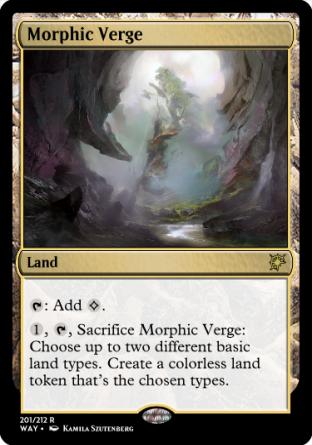 Morphic Verge
Land
: Add .
1, , Sacrifice Morphic Verge:
Choose up to two different basic
land types. Create a colorless land
token that's the chosen types.
201/212 R
WAY • Kamila Szutenberg